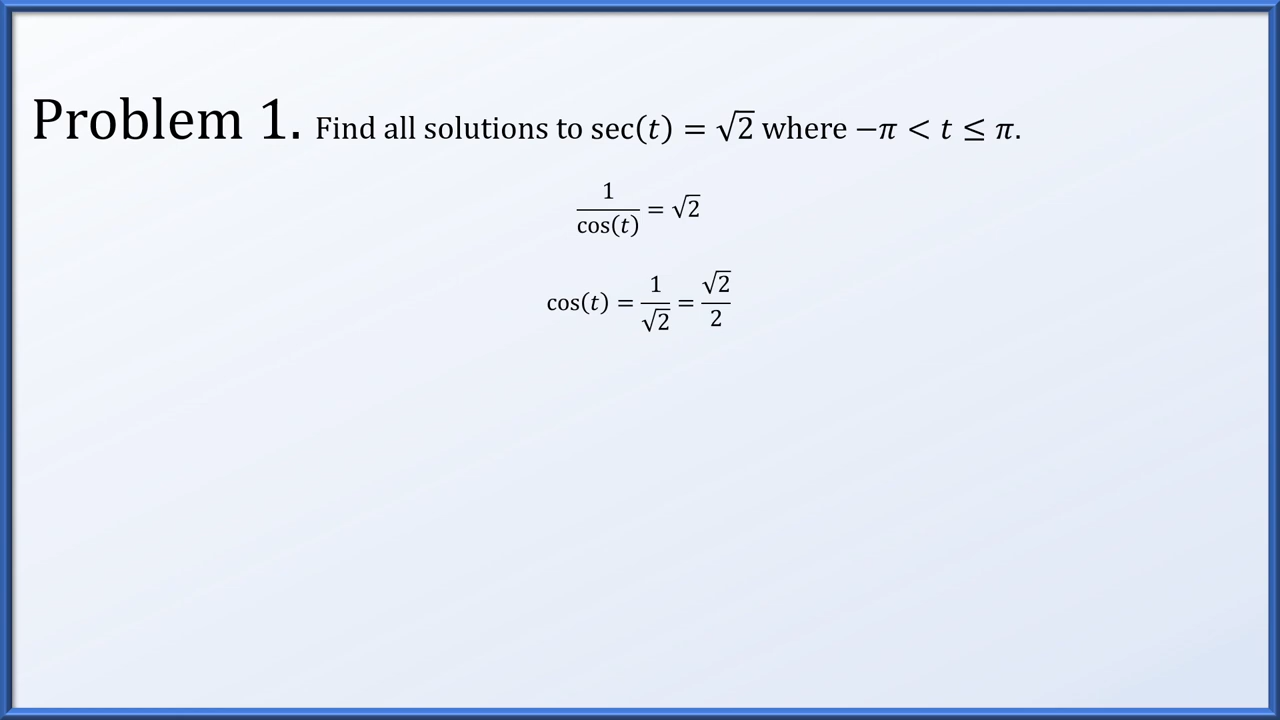 Problem 1. Find all solutions to sec(𝑡) = √2 where −𝜋 < 𝑡 ≤ 𝜋.
1/cos(𝑡) = √2
cos(𝑡) = 1/√2 = √2/2